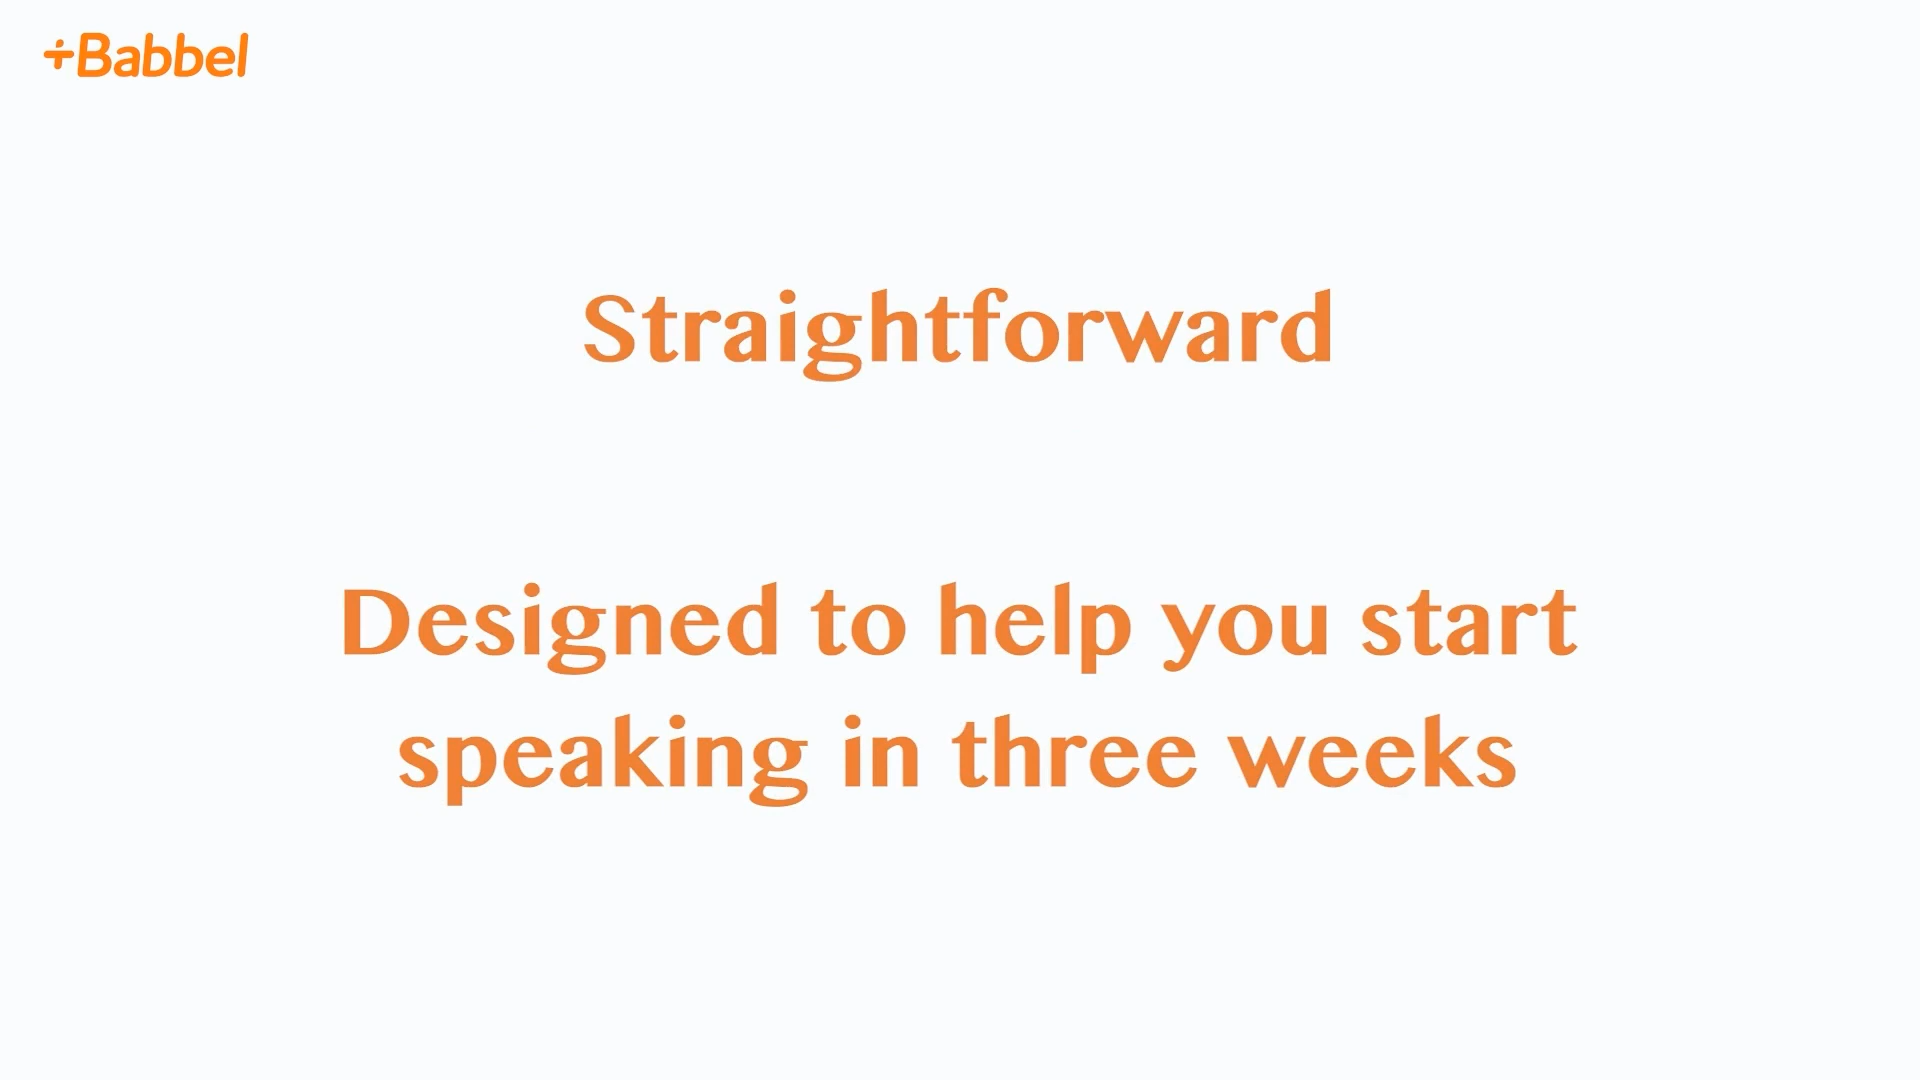 +Babbel
Straightforward
Designed to help you start
speaking in three weeks